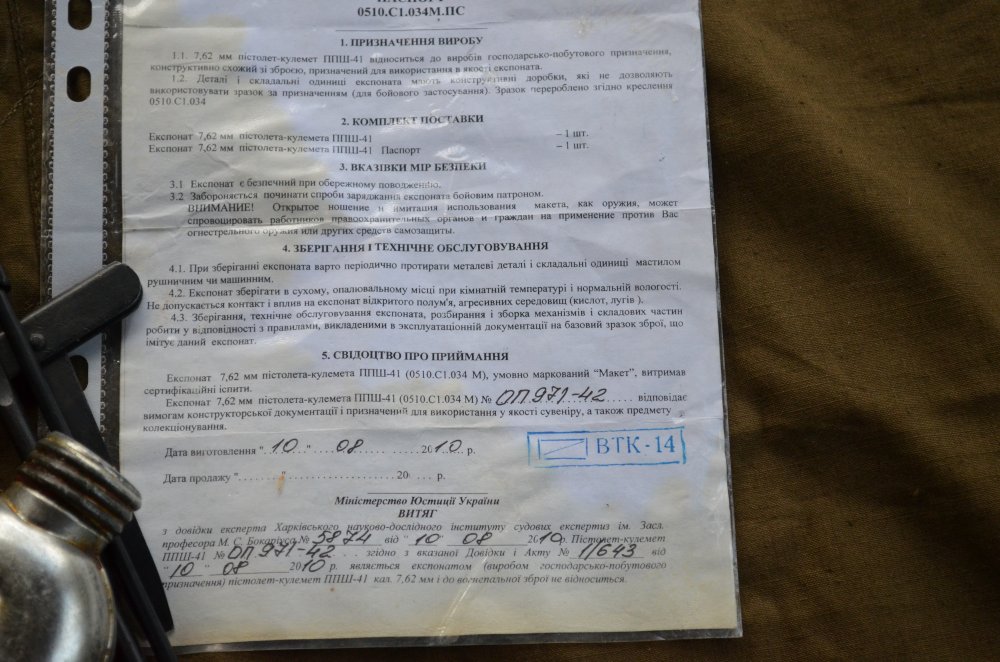 ПАСПОРТ
0510.С1.034М.ПС
1. ПРИЗНАЧЕННЯ ВИРОБУ
1.1. 7,62 мм пістолет-кулемет ППШ-41 відноситься до виробів господарсько-побутового призначення,
конструктивно схожий зі зброєю, призначений для використання в якості експоната.
1.2. Деталі і складальні одиниці експоната мають конструктивні доробки, які не дозволяють
використовувати зразок за призначенням (для бойового застосування). Зразок перероблено згідно креслення
0510.С1.034
2. КОМПЛЕКТ ПОСТАВКИ
Експонат 7,62 мм пістолета-кулемета ППШ-41 – 1 шт.
Експонат 7,62 мм пістолета-кулемета ППШ-41 Паспорт – 1 шт.
3. ВКАЗІВКИ МІР БЕЗПЕКИ
3.1 Експонат є безпечний при обережному поводженню.
3.2 Забороняється починати спроби заряджання експоната бойовим патроном.
ВНИМАНИЕ! Открытое ношение и имитация использования макета, как оружия, может
спровоцировать работников правоохранительных органов и граждан на применение против Вас
огнестрельного оружия или других средств самозащиты.
4. ЗБЕРІГАННЯ І ТЕХНІЧНЕ ОБСЛУГОВУВАННЯ
4.1. При зберіганні експоната варто періодично протирати металеві деталі і складальні одиниці мастилом
рушничним чи машинним.
4.2. Експонат зберігати в сухому, опалювальному місці при кімнатній температурі і нормальній вологості.
Не допускається контакт і вплив на експонат відкритого полум'я, агресивних середовищ (кислот, лугів ).
4.3. Зберігання, технічне обслуговування експоната, розбирання і зборка механізмів і складових частин
робити у відповідності з правилами, викладеними в эксплуатаційонній документації на базовий зразок зброї, що
імітує даний експонат.
5. СВІДОЦТВО ПРО ПРИЙМАННЯ
Експонат 7,62 мм пістолета-кулемета ППШ-41 (0510.С1.034 М), умовно маркований “Макет”, витримав
сертифікаційні іспити.
Експонат 7,62 мм пістолета-кулемета ППШ-41 (0510.С1.034 М) № ОП971-42 відповідає
вимогам конструкторської документації і призначений для використання у якості сувеніру, а також предмету
колекціонування.
Дата виготовлення “ 10 ” 08 2010 р.
ВТК - 14
Дата продажу “ ” 20 р.
Міністерство Юстиції України
ВИТЯГ
з довідки експерта Харківського науково-дослідного інституту судових експертиз ім. Засл.
професора М. С. Бокаріуса № 5874 від “ 10 ” 08 2010 р. Пістолет-кулемет
ППШ-41 № ОП971-42 згідно з вказаної Довідки і Акту № 11643 від
“ 10 08 2010 р. являється експонатом (виробом господарсько-побутового
призначення) пістолет-кулемет ППШ-41 кал. 7,62 мм і до вогнепальної зброї не відноситься.